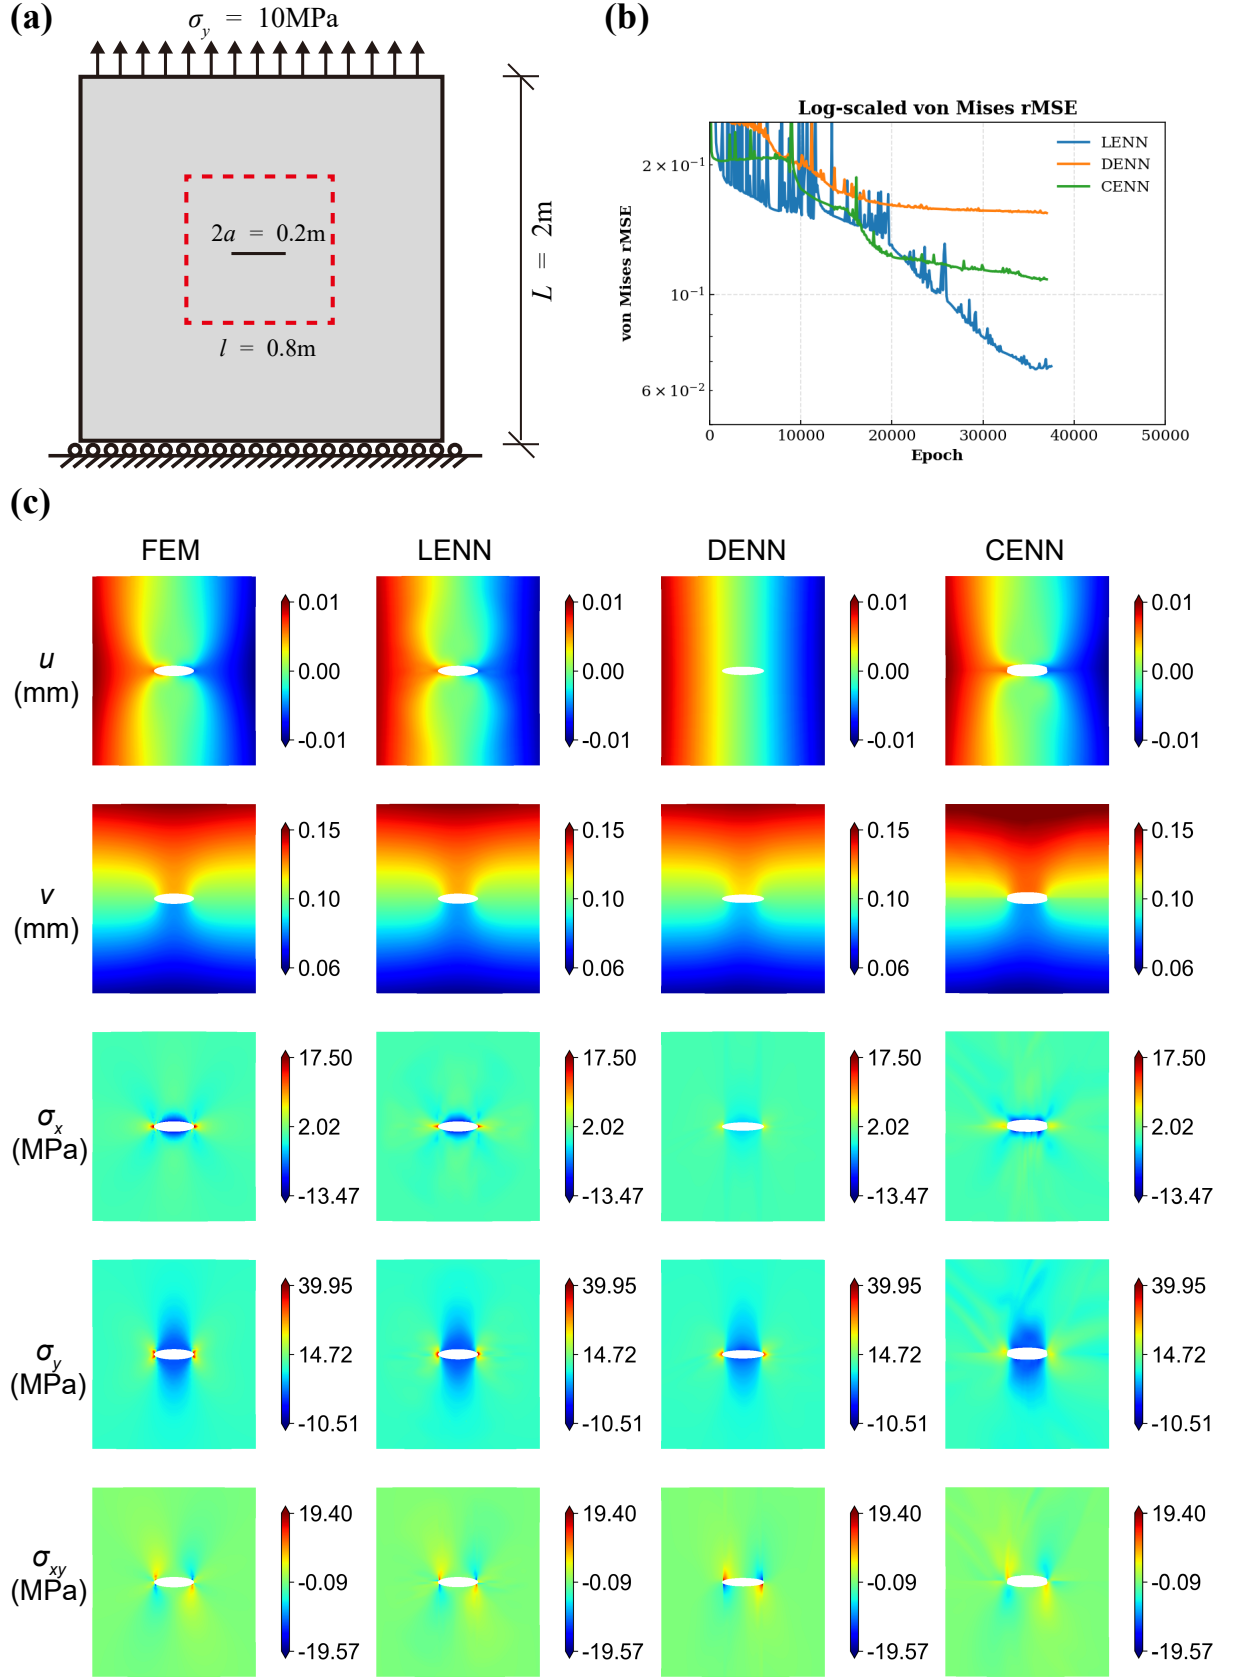 (a)
σy = 10MPa
2a = 0.2m
l = 0.8m
L = 2m
(b)
Log-scaled von Mises rMSE
von Mises rMSE
2 × 10⁻¹
10⁻¹
6 × 10⁻²
LENN
DENN
CENN
0 10000 20000 30000 40000 50000
Epoch
(c)
FEM LENN DENN CENN
u
(mm)
0.01 0.01 0.01 0.01
0.00 0.00 0.00 0.00
-0.01 -0.01 -0.01 -0.01
v
(mm)
0.15 0.15 0.15 0.15
0.10 0.10 0.10 0.10
0.06 0.06 0.06 0.06
σx
(MPa)
17.50 17.50 17.50 17.50
2.02 2.02 2.02 2.02
-13.47 -13.47 -13.47 -13.47
σy
(MPa)
39.95 39.95 39.95 39.95
14.72 14.72 14.72 14.72
-10.51 -10.51 -10.51 -10.51
σxy
(MPa)
19.40 19.40 19.40 19.40
-0.09 -0.09 -0.09 -0.09
-19.57 -19.57 -19.57 -19.57